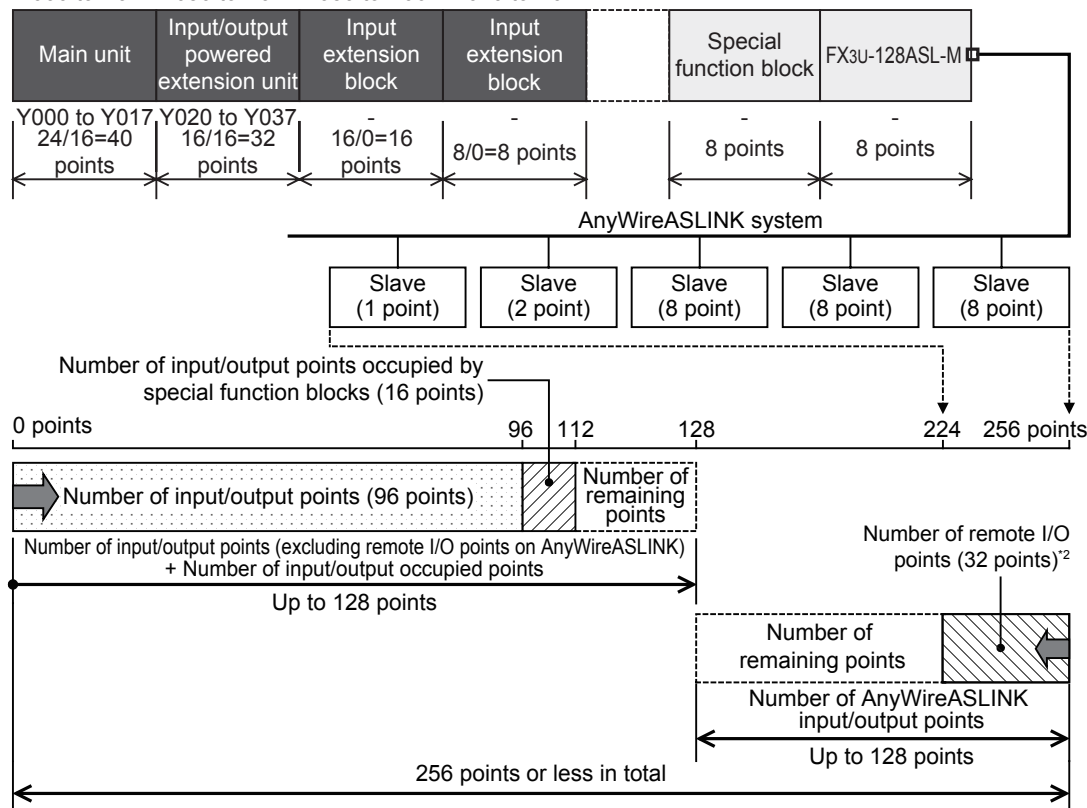 Main unit
Input/output
powered
extension unit
Input
extension
block
Input
extension
block
Special
function block
FX3U-128ASL-M
Y000 to Y017
Y020 to Y037
-
-
-
-
24/16=40
points
16/16=32
points
16/0=16
points
8/0=8 points
8 points
8 points
AnyWireASLINK system
Slave
(1 point)
Slave
(2 point)
Slave
(8 point)
Slave
(8 point)
Slave
(8 point)
Number of input/output points occupied by
special function blocks (16 points)
0 points
96
112
128
224
256 points
Number of input/output points (96 points)
Number of
remaining
points
Number of input/output points (excluding remote I/O points on AnyWireASLINK)
+ Number of input/output occupied points
Up to 128 points
Number of remote I/O
points (32 points)*2
Number of
remaining points
Number of AnyWireASLINK
input/output points
Up to 128 points
256 points or less in total